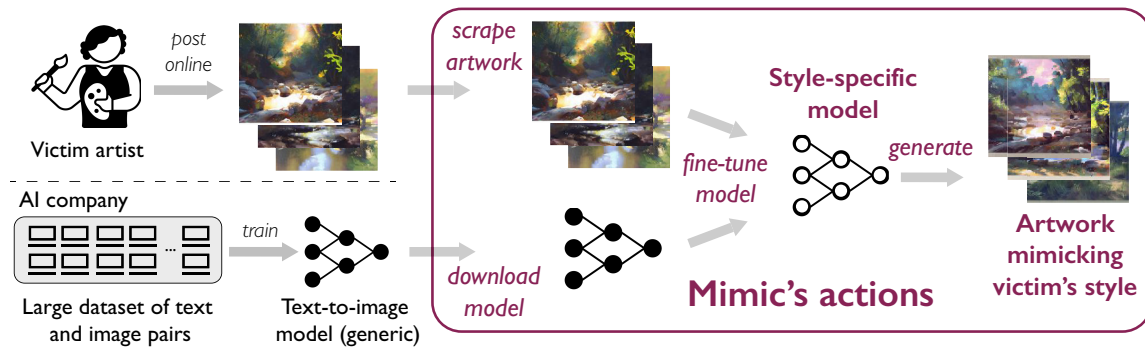 post
online
Victim artist
AI company
...
train
Large dataset of text
and image pairs
Text-to-image
model (generic)
scrape
artwork
download
model
fine-tune
model
Style-specific
model
generate
Artwork
mimicking
victim's style
Mimic's actions